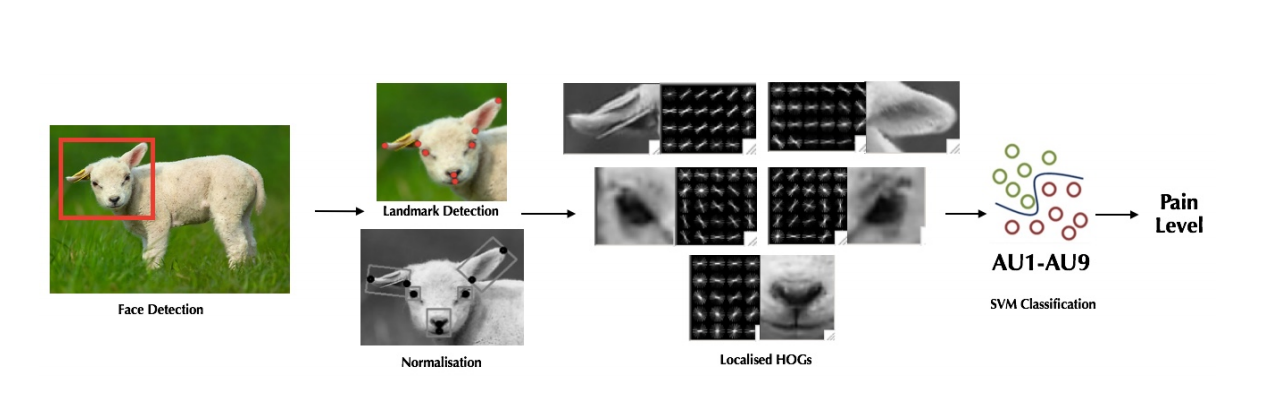 Face Detection
Landmark Detection
Normalisation
Localised HOGs
AU1-AU9
SVM Classification
Pain
Level